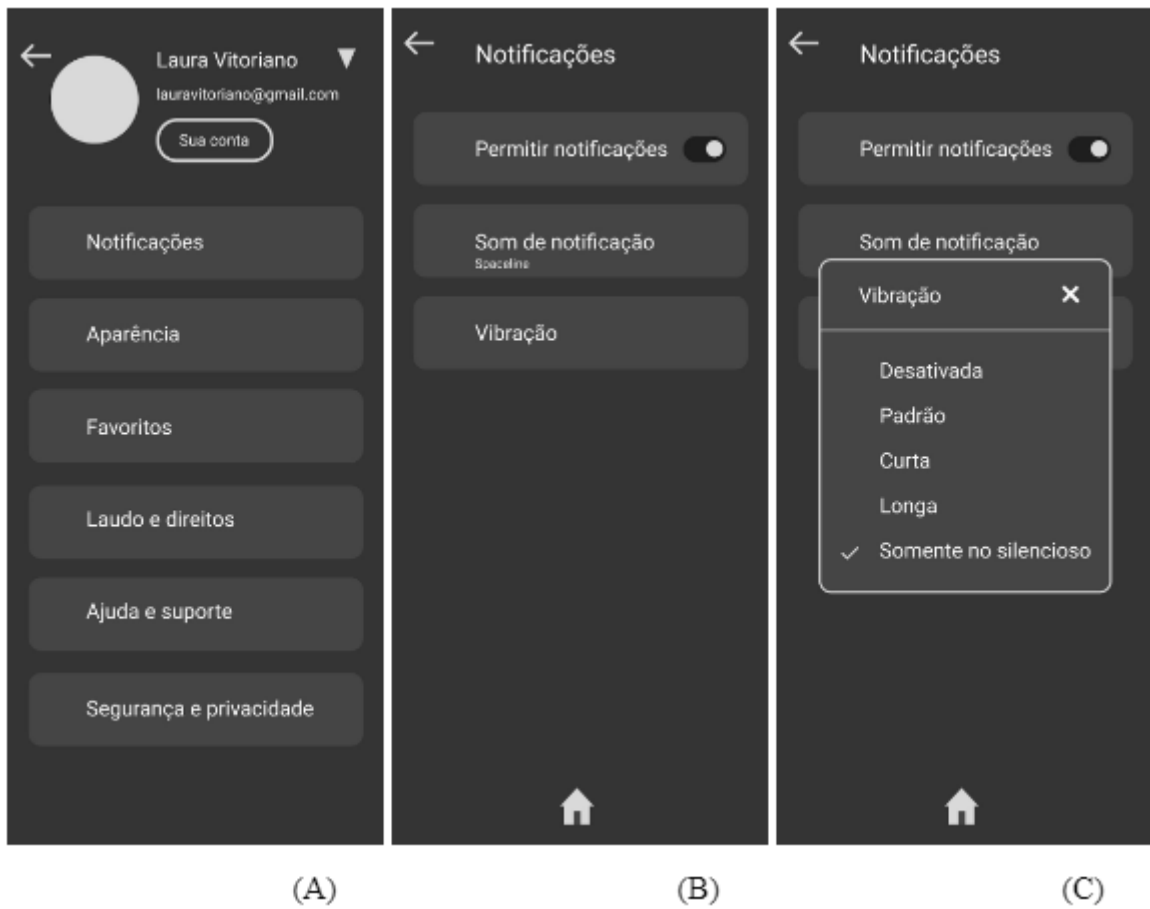 Laura Vitoriano
lauravitoriano@gmail.com
Sua conta
Notificações
Aparência
Favoritos
Laudo e direitos
Ajuda e suporte
Segurança e privacidade
(A)
Notificações
Permitir notificações
Som de notificação
Spaceline
Vibração
(B)
Notificações
Permitir notificações
Som de notificação
Vibração
Desativada
Padrão
Curta
Longa
Somente no silencioso
(C)